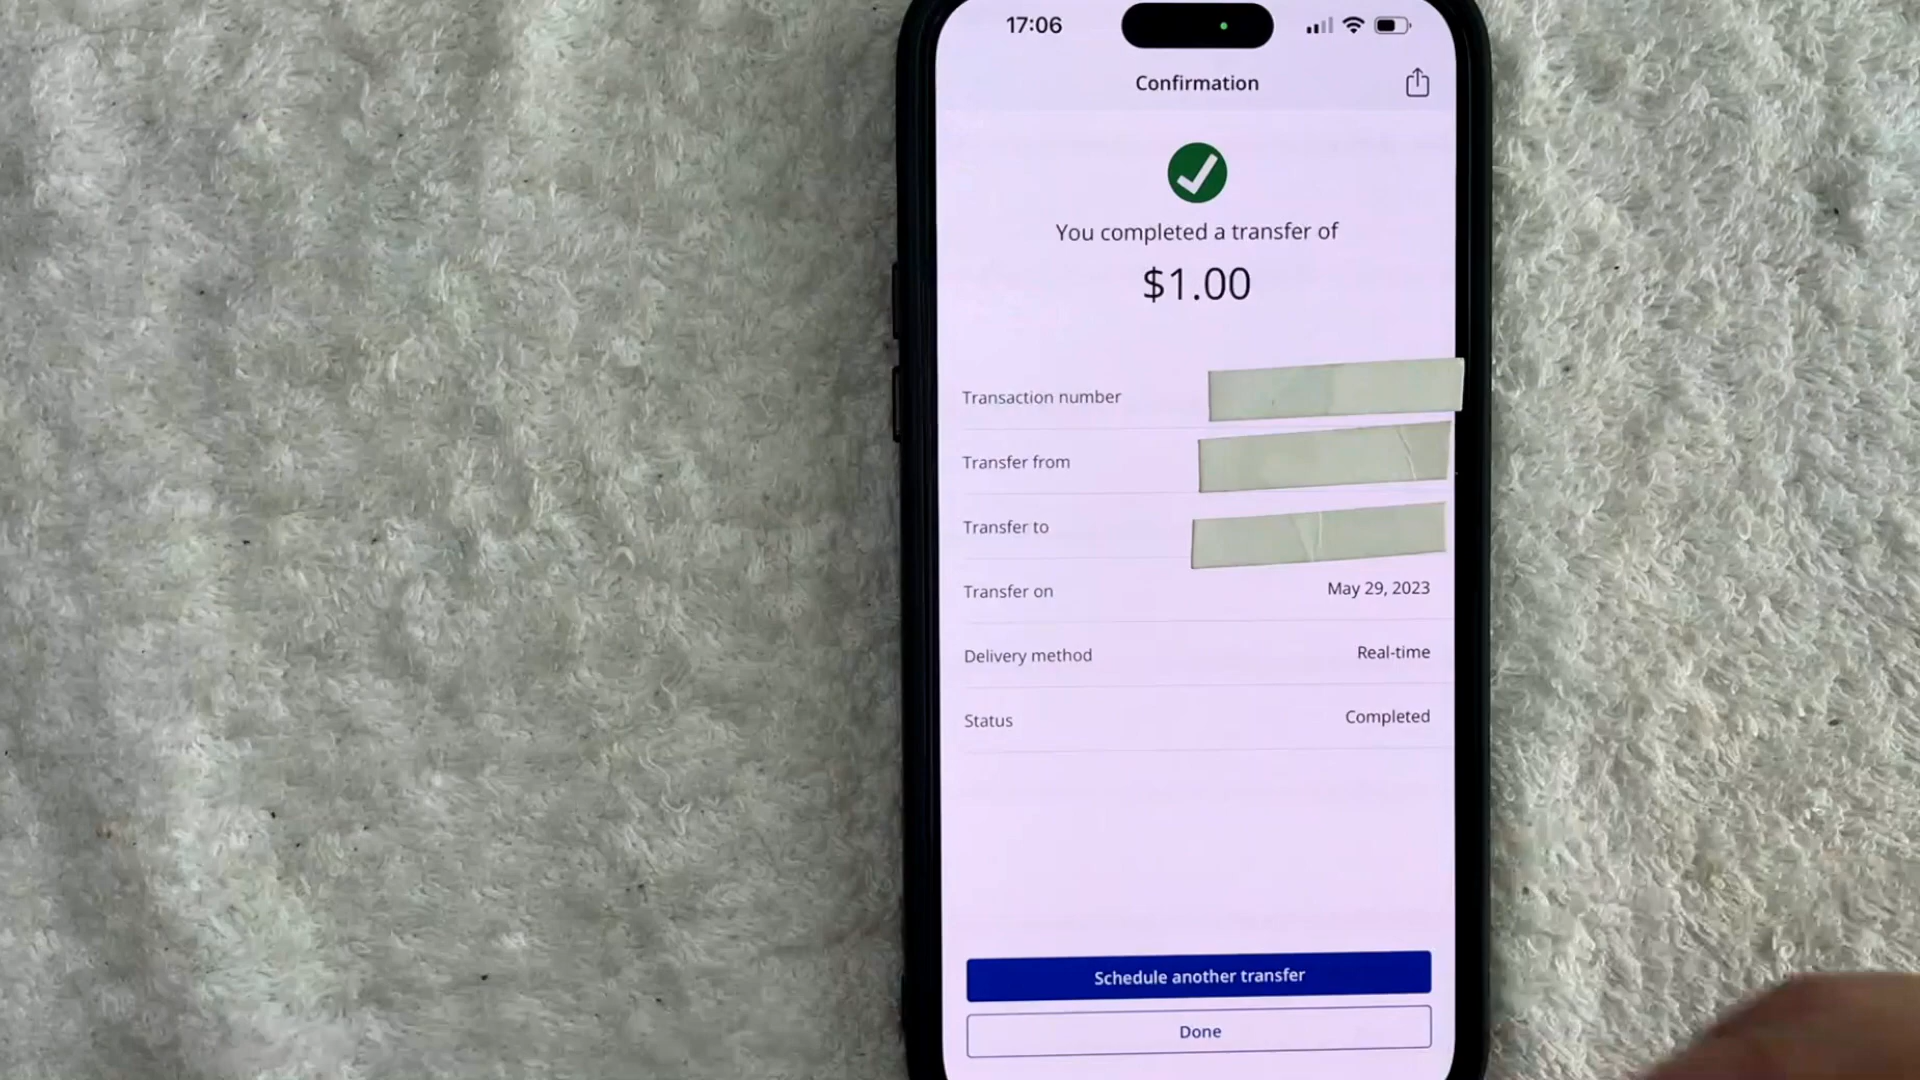 17:06
Confirmation
You completed a transfer of
$1.00
Transaction number
Transfer from
Transfer to
Transfer on May 29, 2023
Delivery method Real-time
Status Completed
Schedule another transfer
Done